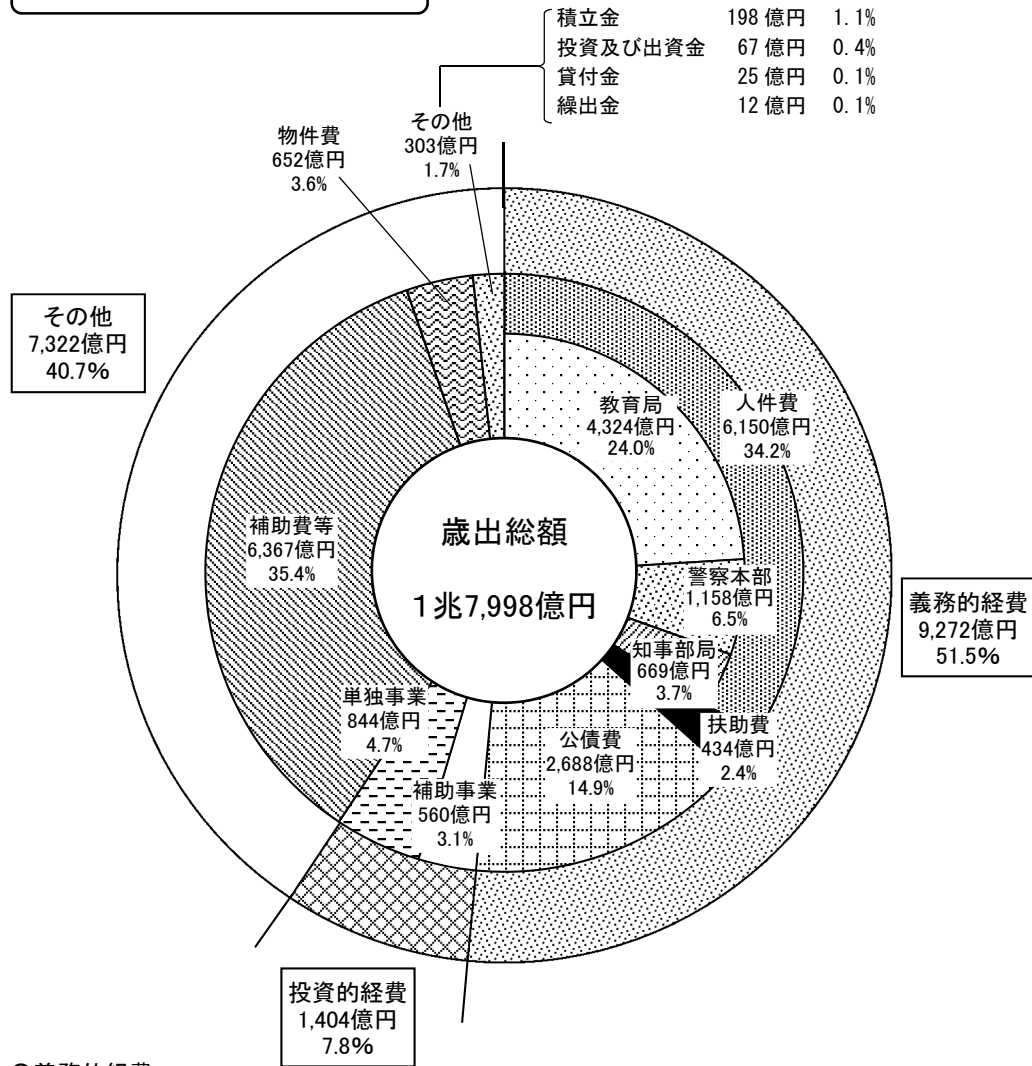 積立金 198 億円 1.1%
投資及び出資金 67 億円 0.4%
貸付金 25 億円 0.1%
繰出金 12 億円 0.1%
その他
303億円
1.7%
物件費
652億円
3.6%
その他
7,322億円
40.7%
教育局
4,324億円
24.0%
人件費
6,150億円
34.2%
歳出総額
1兆7,998億円
補助費等
6,367億円
35.4%
警察本部
1,158億円
6.5%
義務的経費
9,272億円
51.5%
知事部局
669億円
3.7%
扶助費
434億円
2.4%
公債費
2,688億円
14.9%
単独事業
844億円
4.7%
補助事業
560億円
3.1%
投資的経費
1,404億円
7.8%